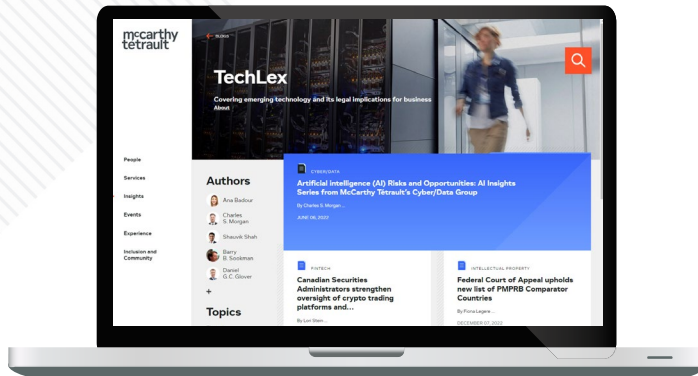 mccarthy
tetrault
BLOGS
TechLex
Covering emerging technology and its legal implications for business
About
People
Services
Insights
Events
Experience
Inclusion and
Community
Authors
Ana Badour
Charles
S. Morgan
Shauvik Shah
Barry
B. Sookman
Daniel
G.C. Glover
+
Topics
CYBER/DATA
Artificial intelligence (AI) Risks and Opportunities: AI Insights
Series from McCarthy Tétrault's Cyber/Data Group
By Charles S. Morgan ...
JUNE 06, 2022
FINTECH
Canadian Securities
Administrators strengthen
oversight of crypto trading
platforms and...
By Lori Stein ...
INTELLECTUAL PROPERTY
Federal Court of Appeal upholds
new list of PMPRB Comparator
Countries
By Fiona Legere ...
DECEMBER 07, 2022